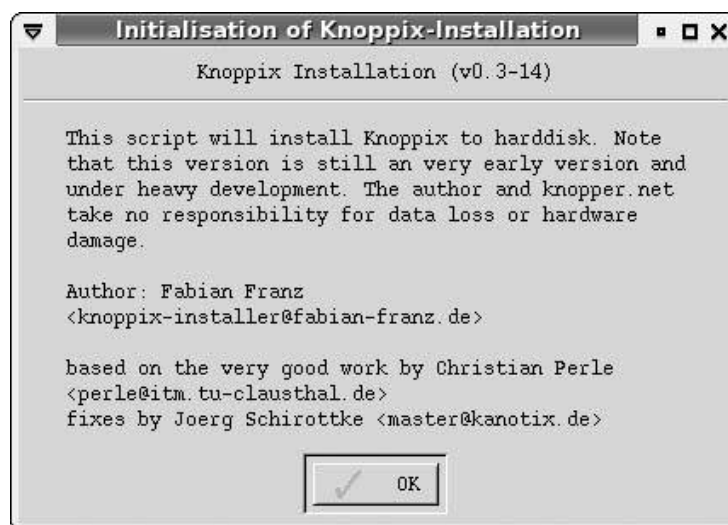 Initialisation of Knoppix-Installation
Knoppix Installation (v0.3-14)
This script will install Knoppix to harddisk. Note
that this version is still an very early version and
under heavy development. The author and knopper.net
take no responsibility for data loss or hardware
damage.
Author: Fabian Franz
<knoppix-installer@fabian-franz.de>
based on the very good work by Christian Perle
<perle@itm.tu-clausthal.de>
fixes by Joerg Schirottke <master@kanotix.de>
OK